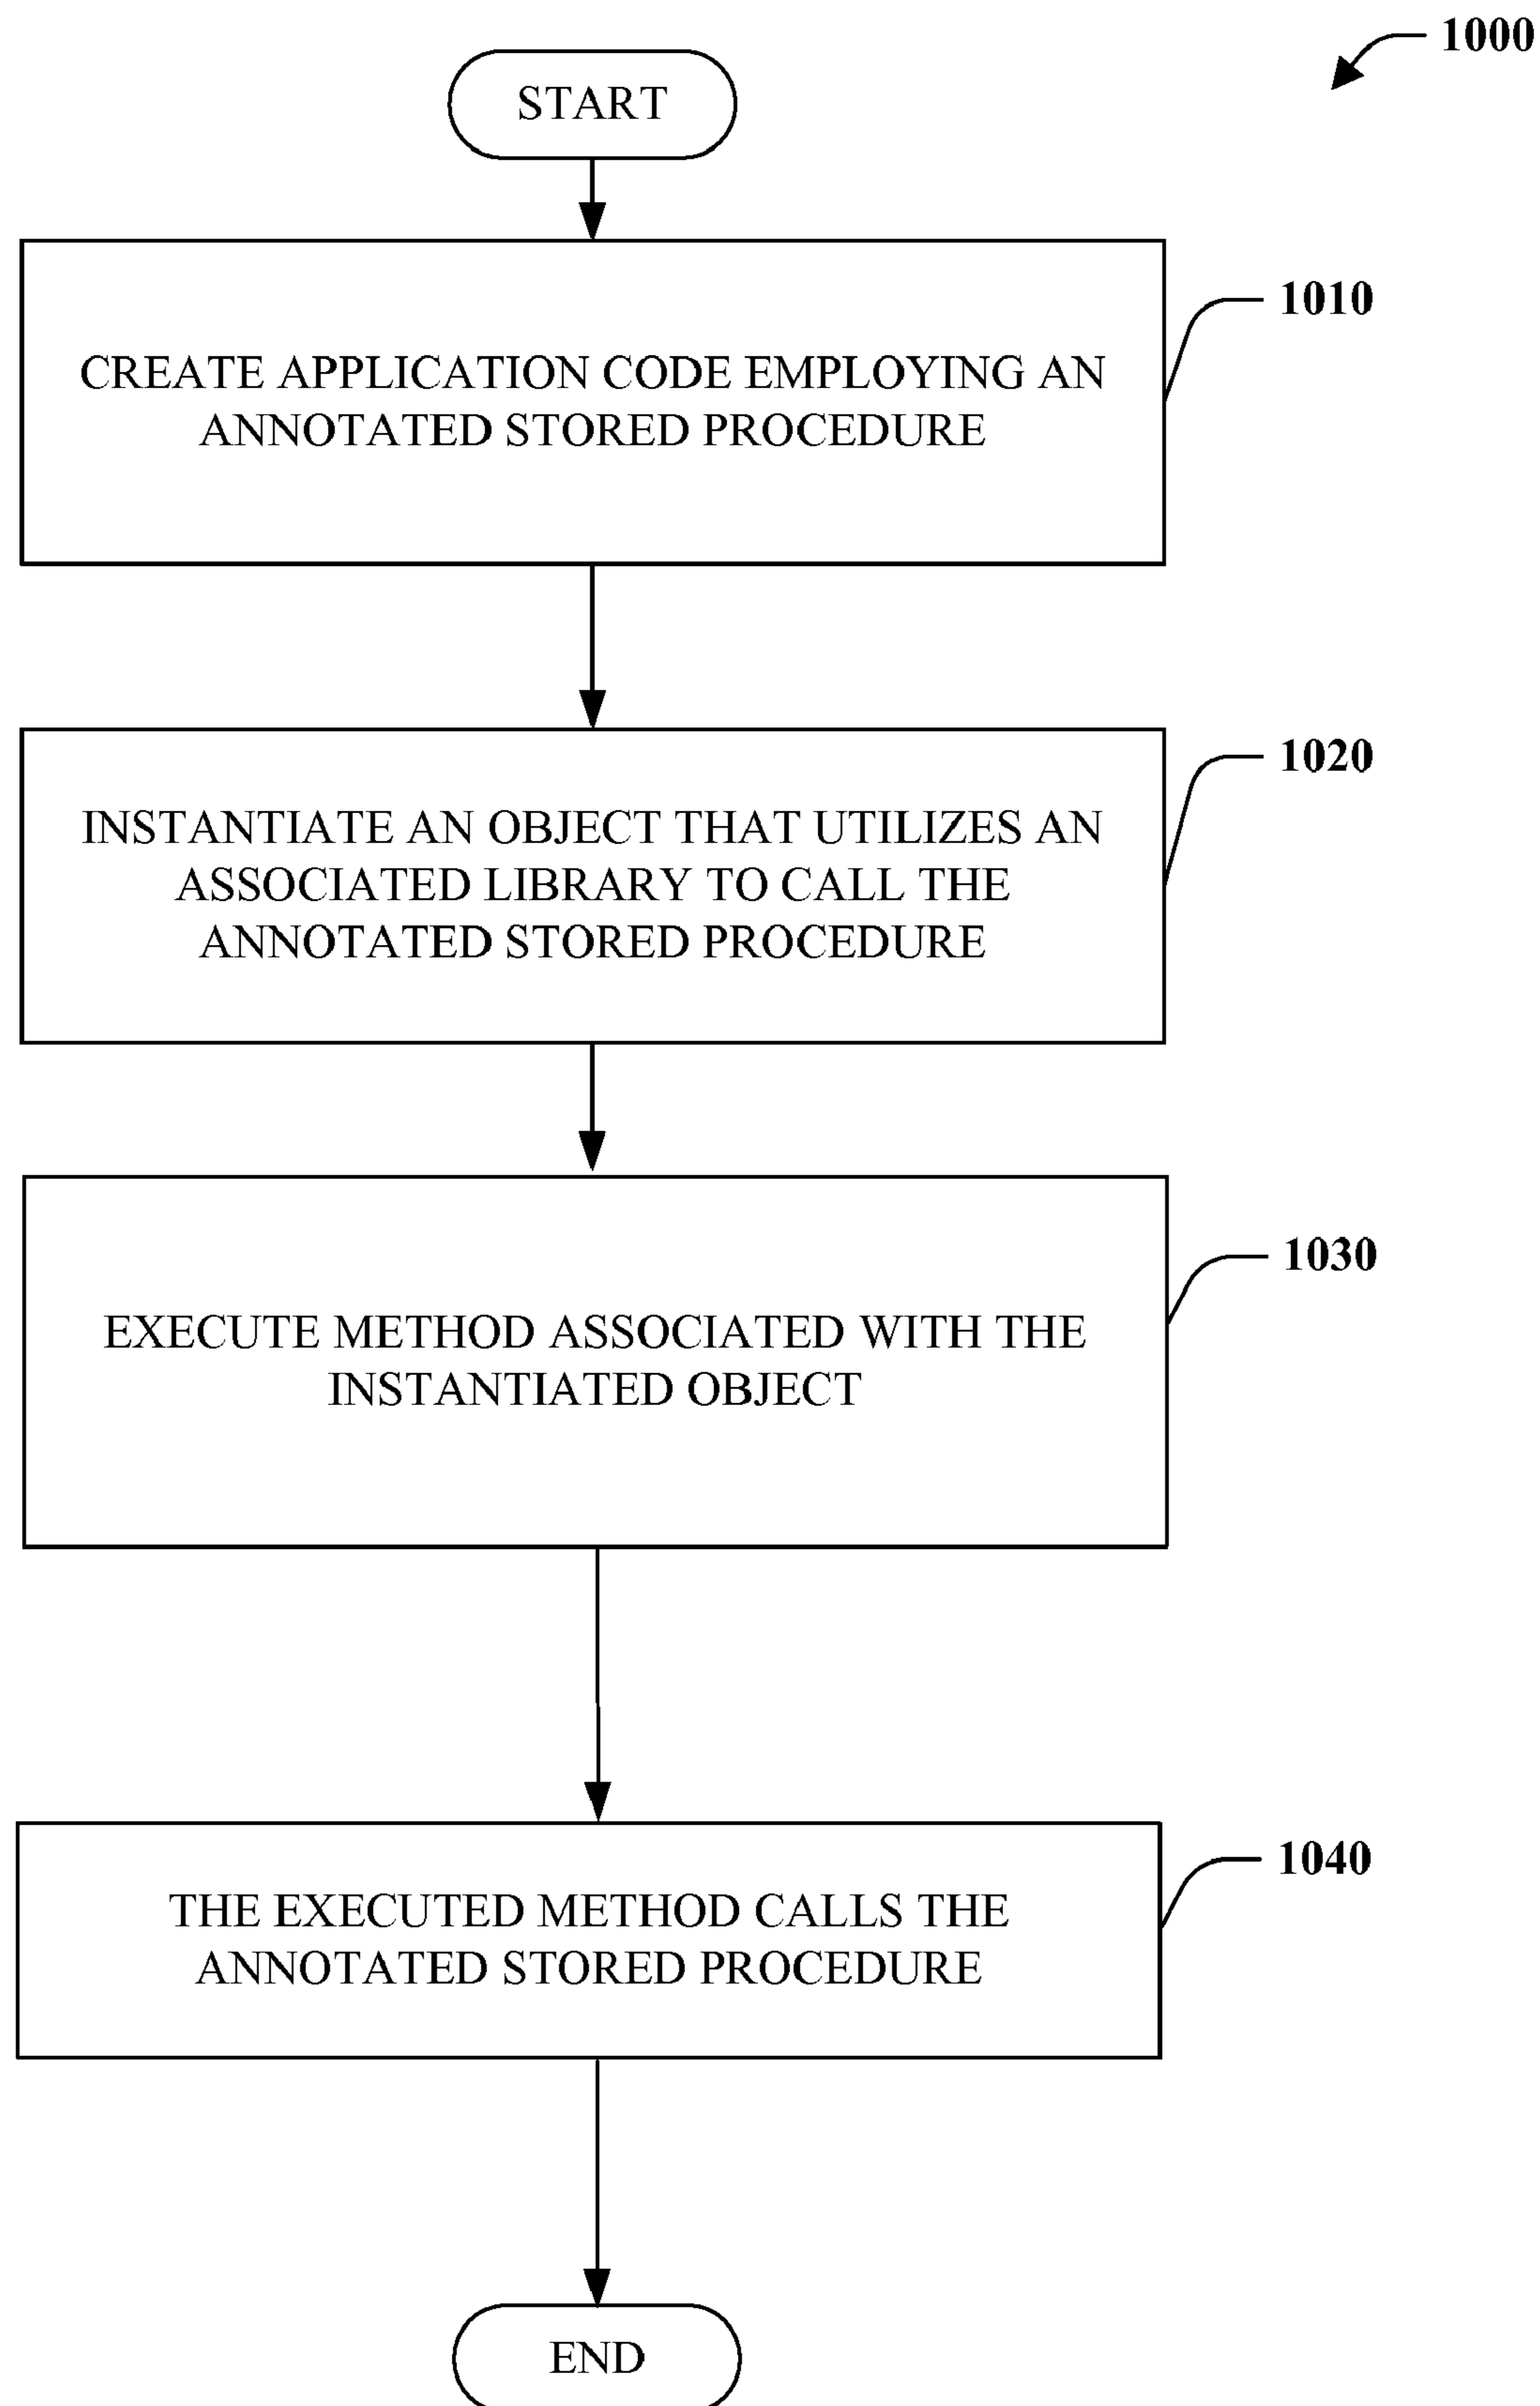 1000
START
1010
CREATE APPLICATION CODE EMPLOYING AN
ANNOTATED STORED PROCEDURE
1020
INSTANTIATE AN OBJECT THAT UTILIZES AN
ASSOCIATED LIBRARY TO CALL THE
ANNOTATED STORED PROCEDURE
1030
EXECUTE METHOD ASSOCIATED WITH THE
INSTANTIATED OBJECT
1040
THE EXECUTED METHOD CALLS THE
ANNOTATED STORED PROCEDURE
END